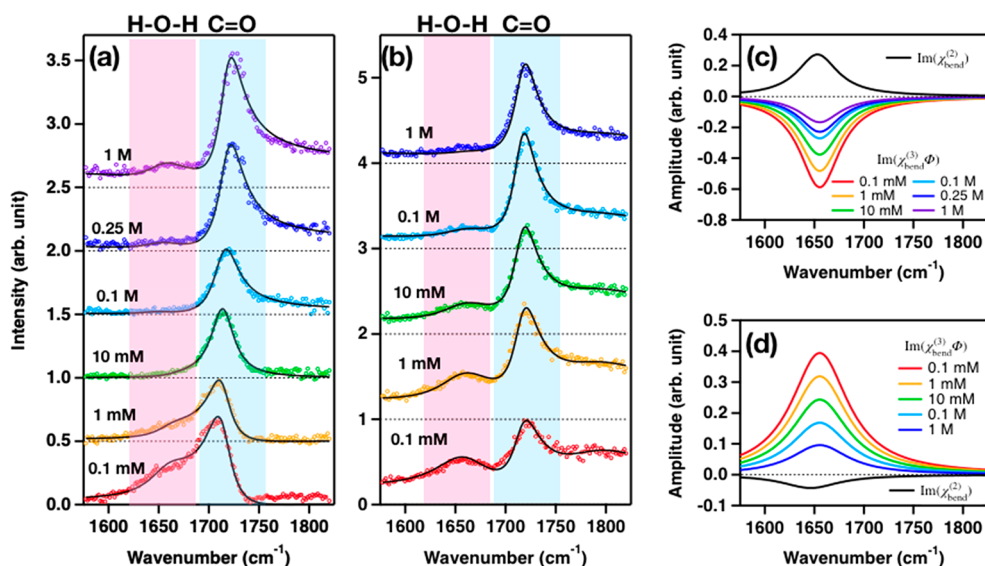 H-O-H C=O
(a)
3.5
3.0
2.5
2.0
1.5
1.0
0.5
0.0
Intensity (arb. unit)
1 M
0.25 M
0.1 M
10 mM
1 mM
0.1 mM
1600 1650 1700 1750 1800
Wavenumber (cm⁻¹)
H-O-H C=O
(b)
5
4
3
2
1
0
1 M
0.1 M
10 mM
1 mM
0.1 mM
1600 1650 1700 1750 1800
Wavenumber (cm⁻¹)
(c)
0.4
0.2
0.0
-0.2
-0.4
-0.6
-0.8
Amplitude (arb. unit)
Im(χ_bend^(2))
Im(χ_bend^(3) Φ)
0.1 mM 0.1 M
1 mM 0.25 M
10 mM 1 M
1600 1650 1700 1750 1800
Wavenumber (cm⁻¹)
(d)
0.5
0.4
0.3
0.2
0.1
0.0
-0.1
Amplitude (arb. unit)
Im(χ_bend^(3) Φ)
0.1 mM
1 mM
10 mM
0.1 M
1 M
Im(χ_bend^(2))
1600 1650 1700 1750 1800
Wavenumber (cm⁻¹)